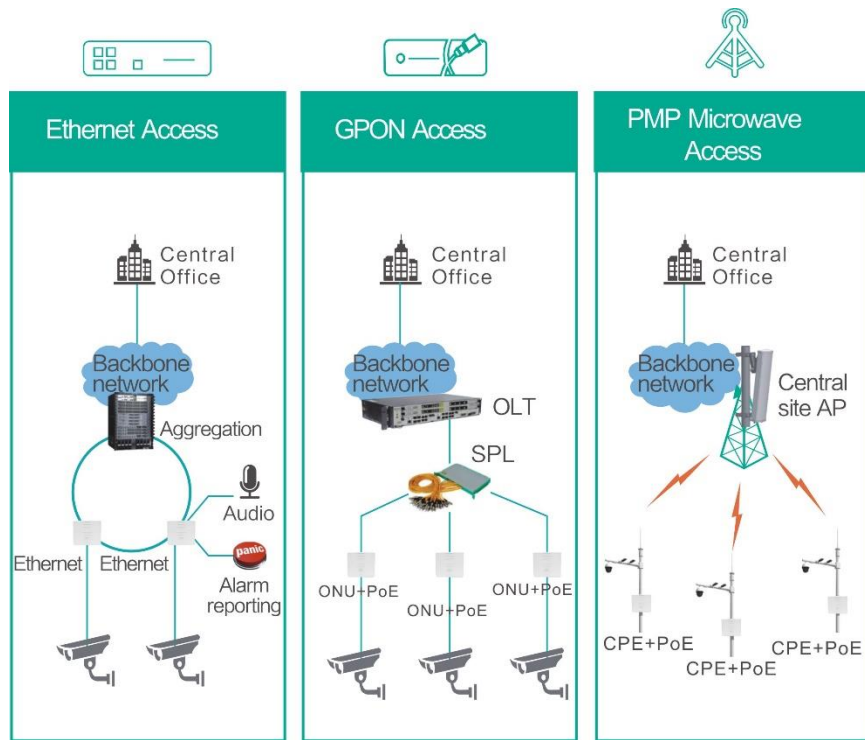 Ethernet Access
Central
Office
Backbone
network
Aggregation
Audio
panic
Ethernet
Ethernet
Alarm
reporting
GPON Access
Central
Office
Backbone
network
OLT
SPL
ONU+PoE
ONU+PoE
ONU+PoE
PMP Microwave
Access
Central
Office
Backbone
network
Central
site AP
CPE+PoE
CPE+PoE
CPE+PoE